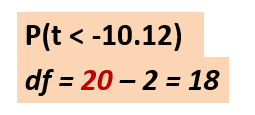 P(t < -10.12)
df = 20 – 2 = 18